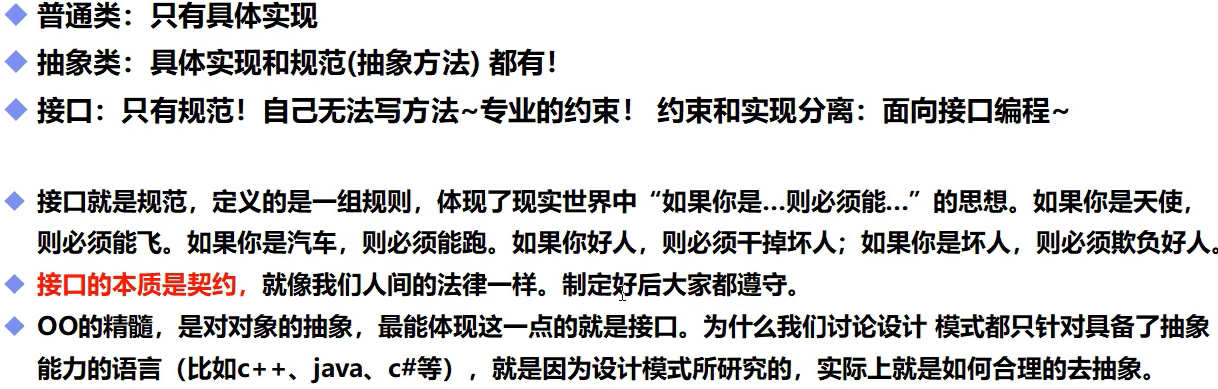 普通类：只有具体实现
抽象类：具体实现和规范(抽象方法) 都有！
接口：只有规范！自己无法写方法~专业的约束！ 约束和实现分离：面向接口编程~
接口就是规范，定义的是一组规则，体现了现实世界中“如果你是...则必须能...”的思想。如果你是天使，
则必须能飞。如果你是汽车，则必须能跑。如果你好人，则必须干掉坏人；如果你是坏人，则必须欺负好人。
接口的本质是契约，就像我们人间的法律一样。制定好后大家都遵守。
OO的精髓，是对对象的抽象，最能体现这一点的就是接口。为什么我们讨论设计 模式都只针对具备了抽象
能力的语言（比如c++、java、c#等），就是因为设计模式所研究的，实际上就是如何合理的去抽象。